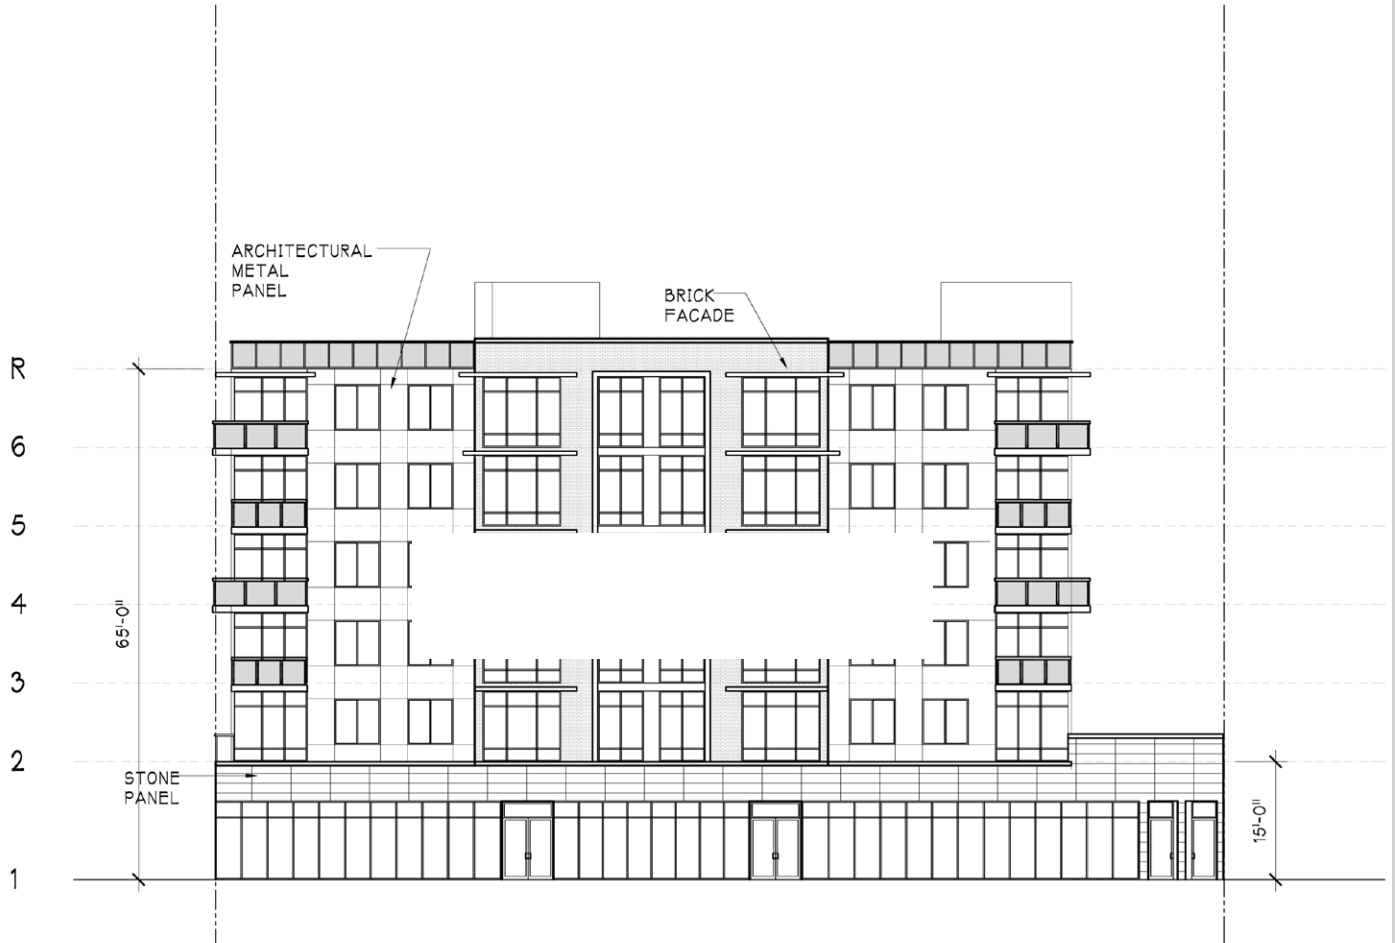 ARCHITECTURAL
METAL
PANEL
BRICK
FACADE
R
6
5
4
65'-0"
3
2
STONE
PANEL
15'-0"
1